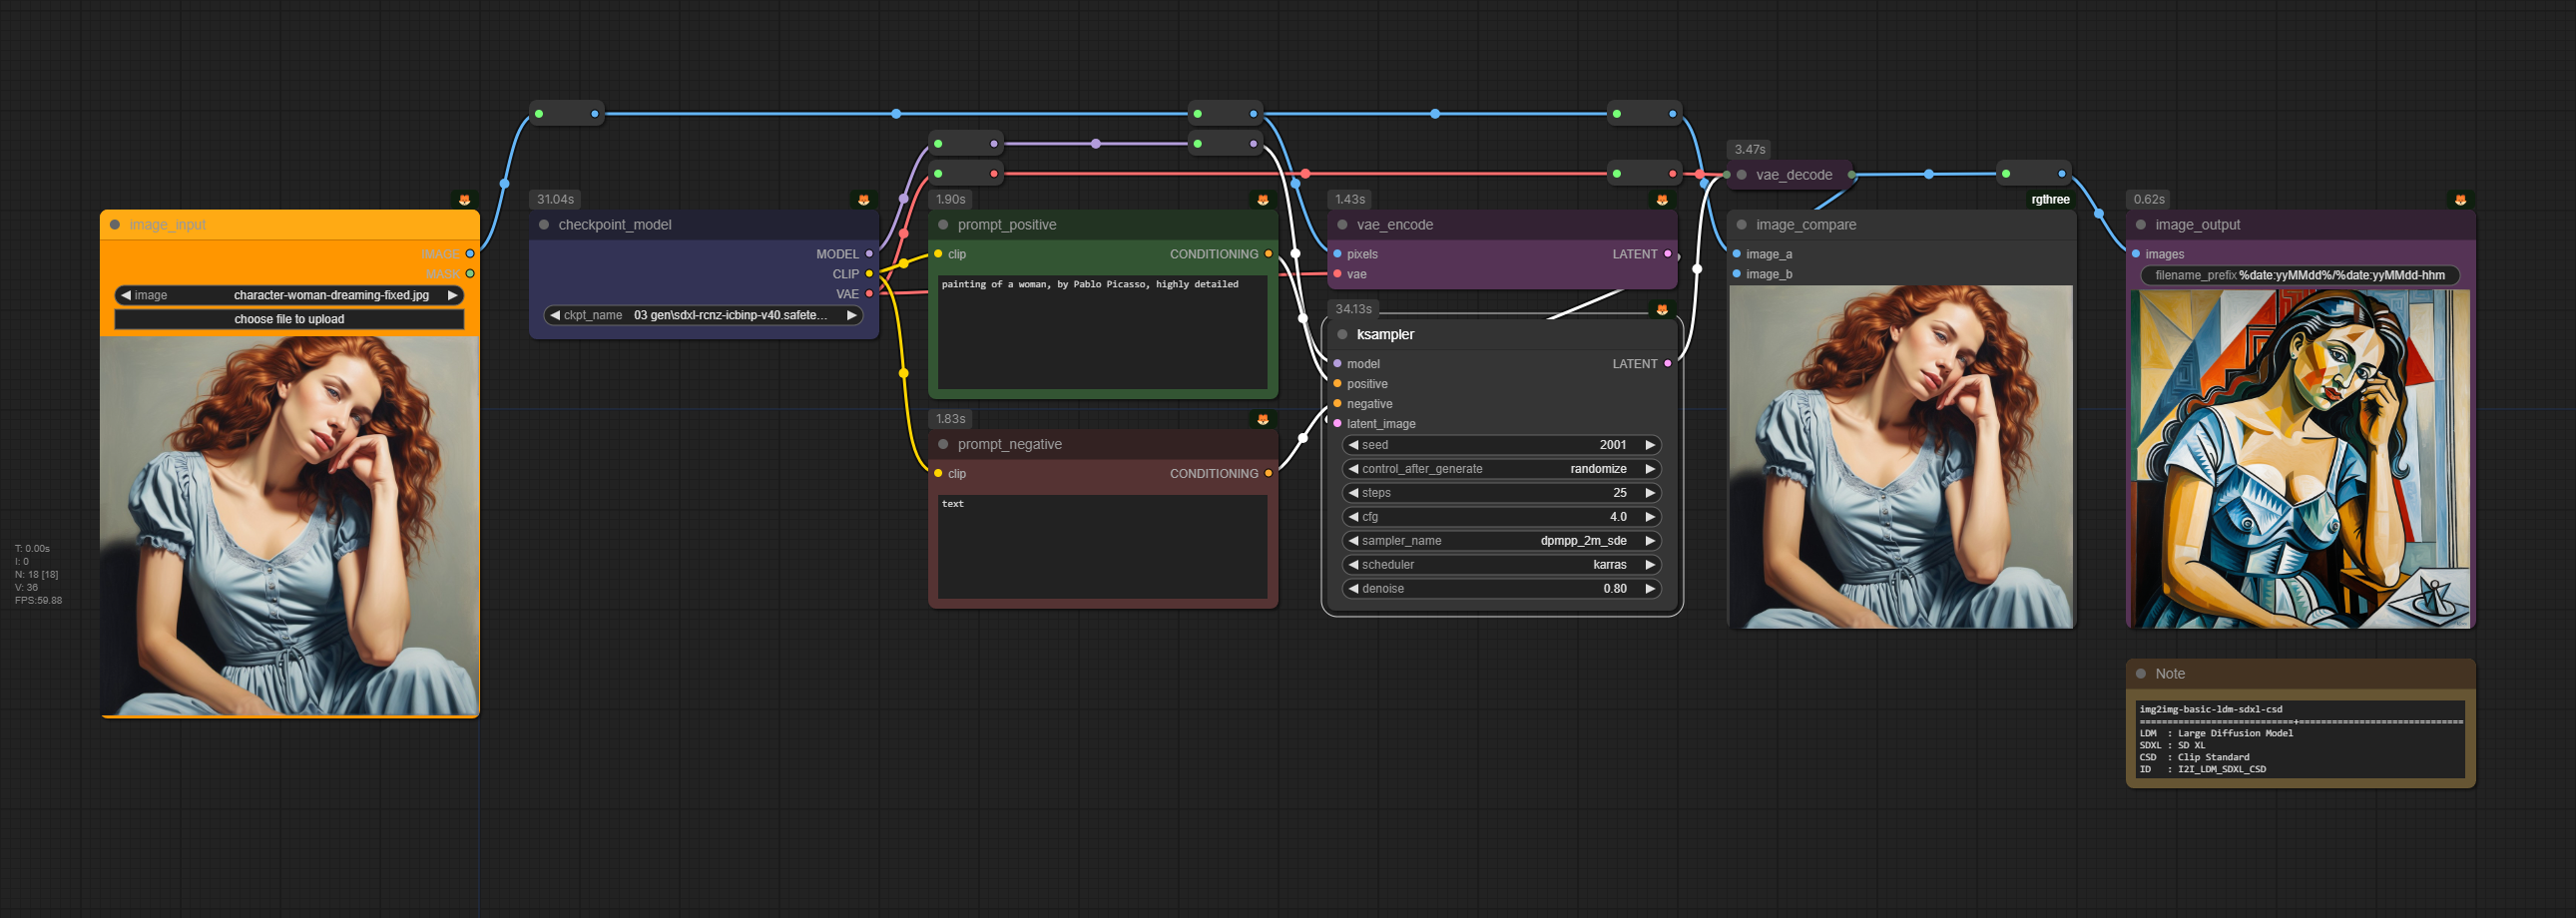 image_input
IMAGE
MASK
image character-woman-dreaming-fixed.jpg
choose file to upload
T: 0.00s
I: 0
N: 18 [18]
V: 36
FPS:59.88
31.04s
checkpoint_model
MODEL
CLIP
VAE
ckpt_name 03 gen\sdxl-rcnz-icbinp-v40.safete...
1.90s
prompt_positive
clip CONDITIONING
painting of a woman, by Pablo Picasso, highly detailed
1.83s
prompt_negative
clip CONDITIONING
text
1.43s
vae_encode
pixels LATENT
vae
34.13s
ksampler
model LATENT
positive
negative
latent_image
seed 2001
control_after_generate randomize
steps 25
cfg 4.0
sampler_name dpmpp_2m_sde
scheduler karras
denoise 0.80
3.47s
vae_decode
rgthree
image_compare
image_a
image_b
0.62s
image_output
images
filename_prefix %date:yyMMdd%/%date:yyMMdd-hhm
Note
img2img-basic-ldm-sdxl-csd
============================+==============================
LDM : Large Diffusion Model
SDXL : SD XL
CSD : Clip Standard
ID : I2I_LDM_SDXL_CSD